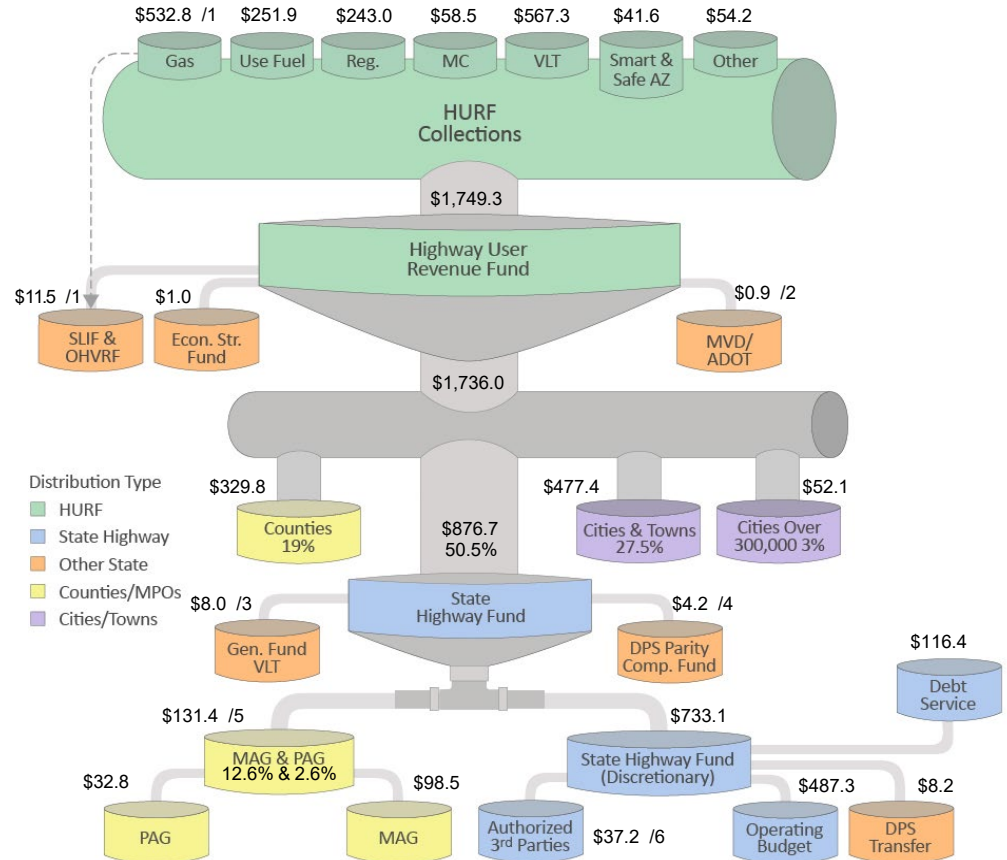 $532.8 /1
$251.9
$243.0
$58.5
$567.3
$41.6
$54.2
Gas
Use Fuel
Reg.
MC
VLT
Smart &
Safe AZ
Other
HURF
Collections
$1,749.3
Highway User
Revenue Fund
$11.5 /1
$1.0
$0.9 /2
SLIF &
OHVRF
Econ. Str.
Fund
MVD/
ADOT
$1,736.0
Distribution Type
HURF
State Highway
Other State
Counties/MPOs
Cities/Towns
$329.8
Counties
19%
$876.7
50.5%
$477.4
Cities & Towns
27.5%
$52.1
Cities Over
300,000 3%
$8.0 /3
State
Highway Fund
$4.2 /4
Gen. Fund
VLT
DPS Parity
Comp. Fund
$116.4
Debt
Service
$131.4 /5
$733.1
MAG & PAG
12.6% & 2.6%
State Highway Fund
(Discretionary)
$32.8
$98.5
$487.3
$8.2
PAG
MAG
Authorized
3rd Parties
$37.2 /6
Operating
Budget
DPS
Transfer